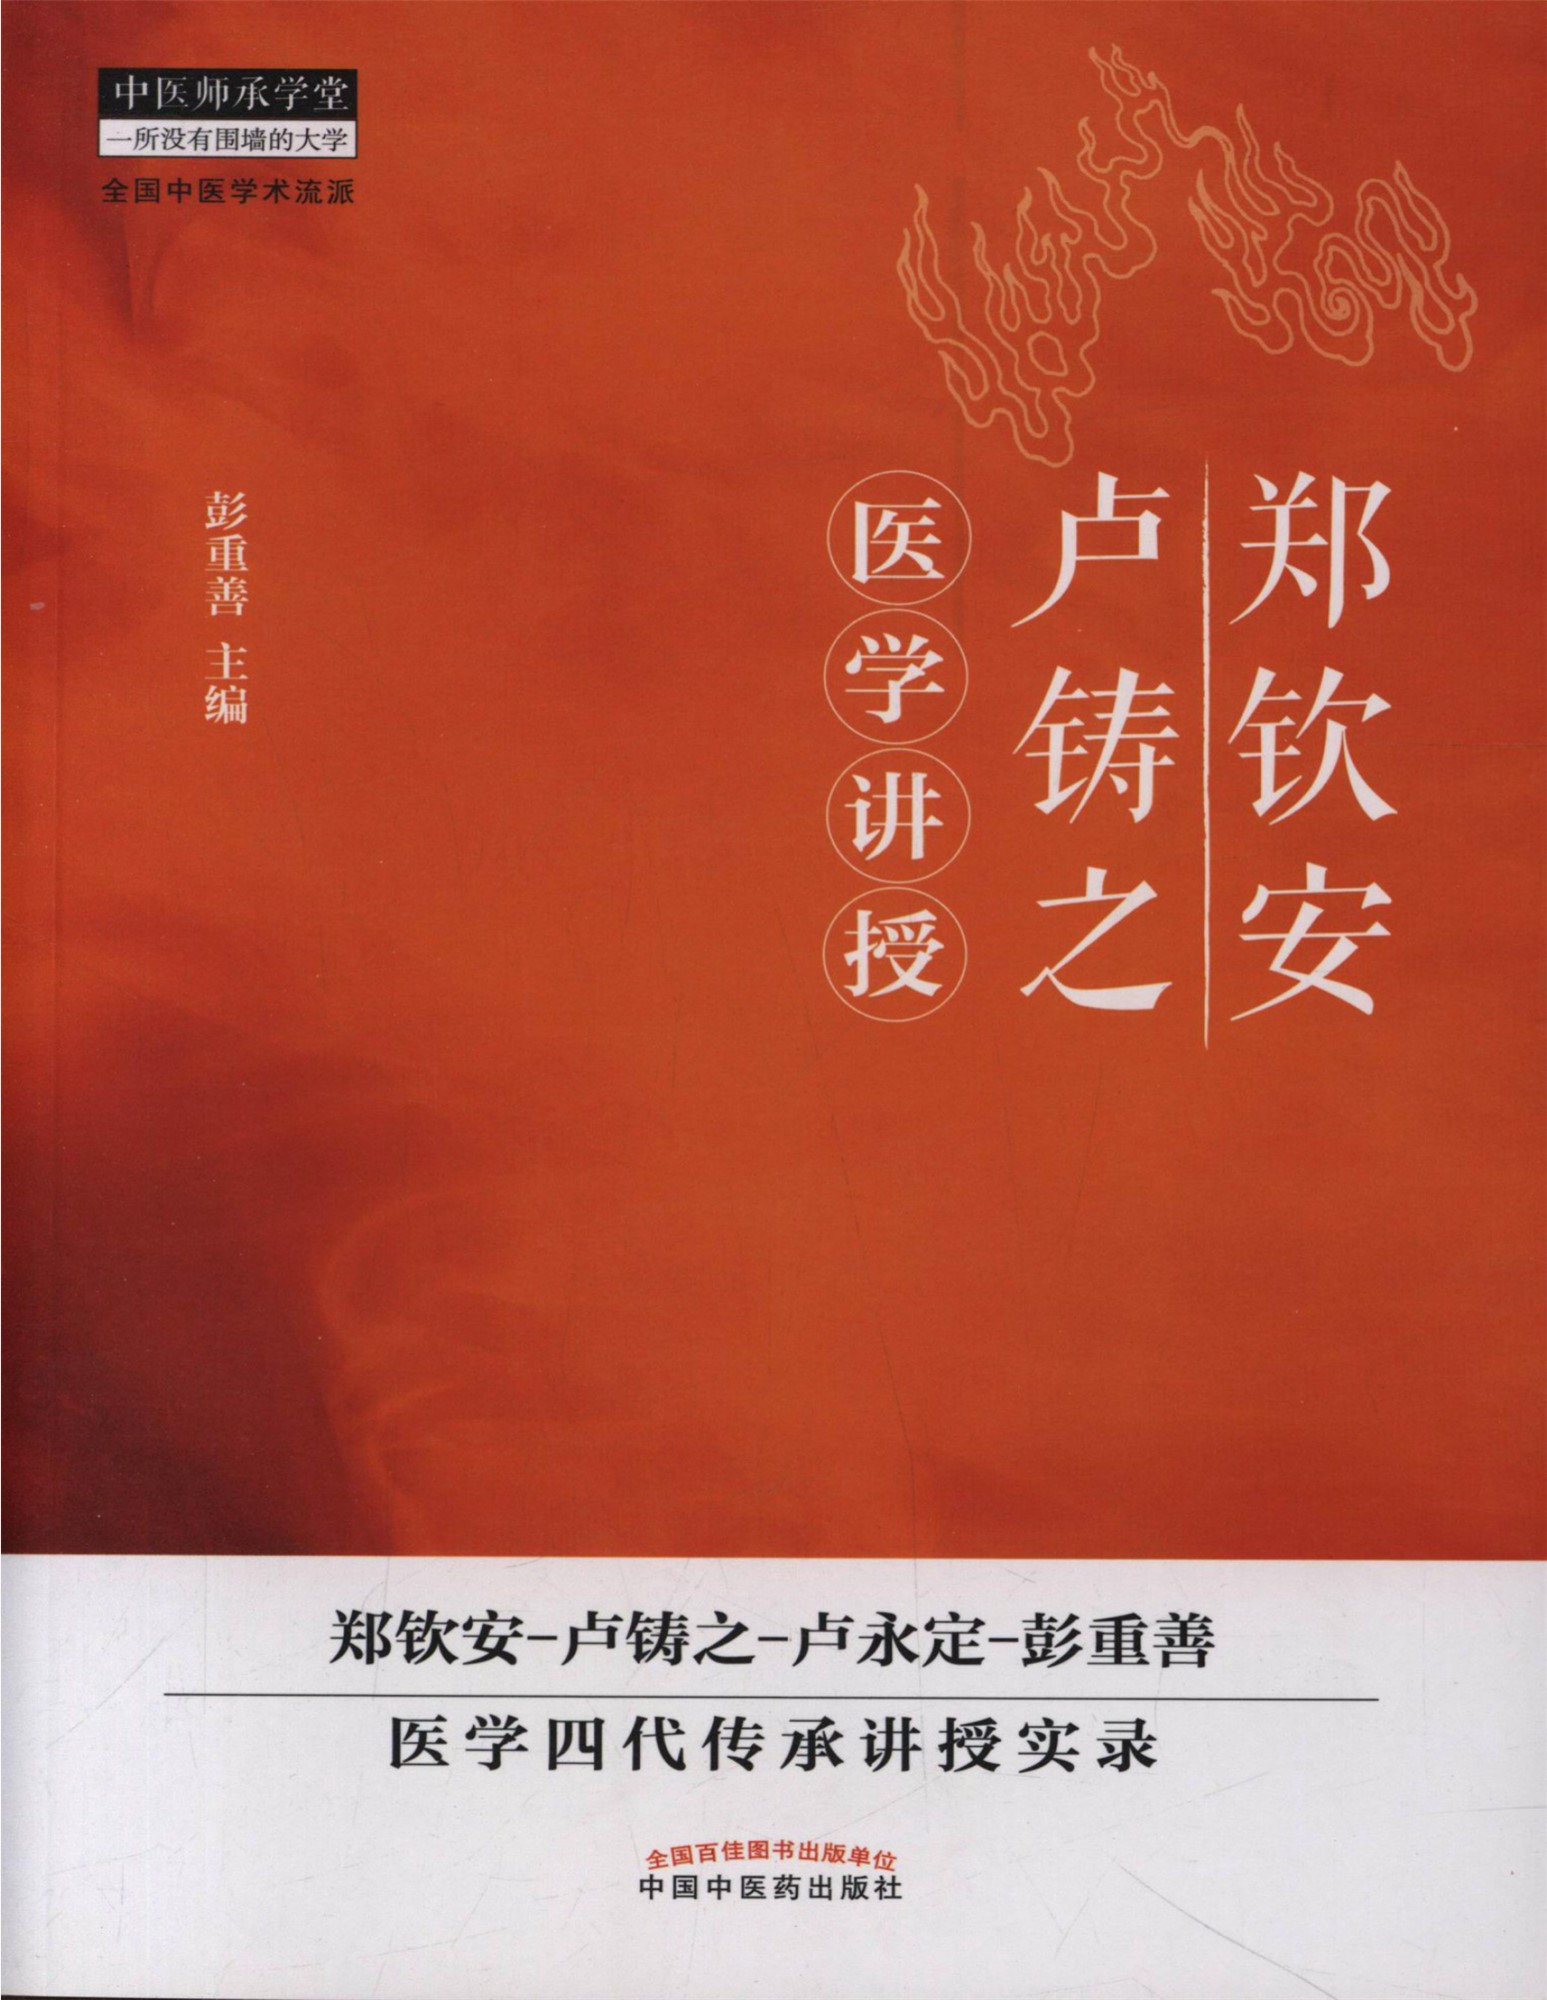 中医师承学堂
一所没有围墙的大学
全国中医学术流派
郑钦安
卢铸之
医学讲授
彭重善 主编
郑钦安-卢铸之-卢永定-彭重善
医学四代传承讲授实录
全国百佳图书出版单位
中国中医药出版社